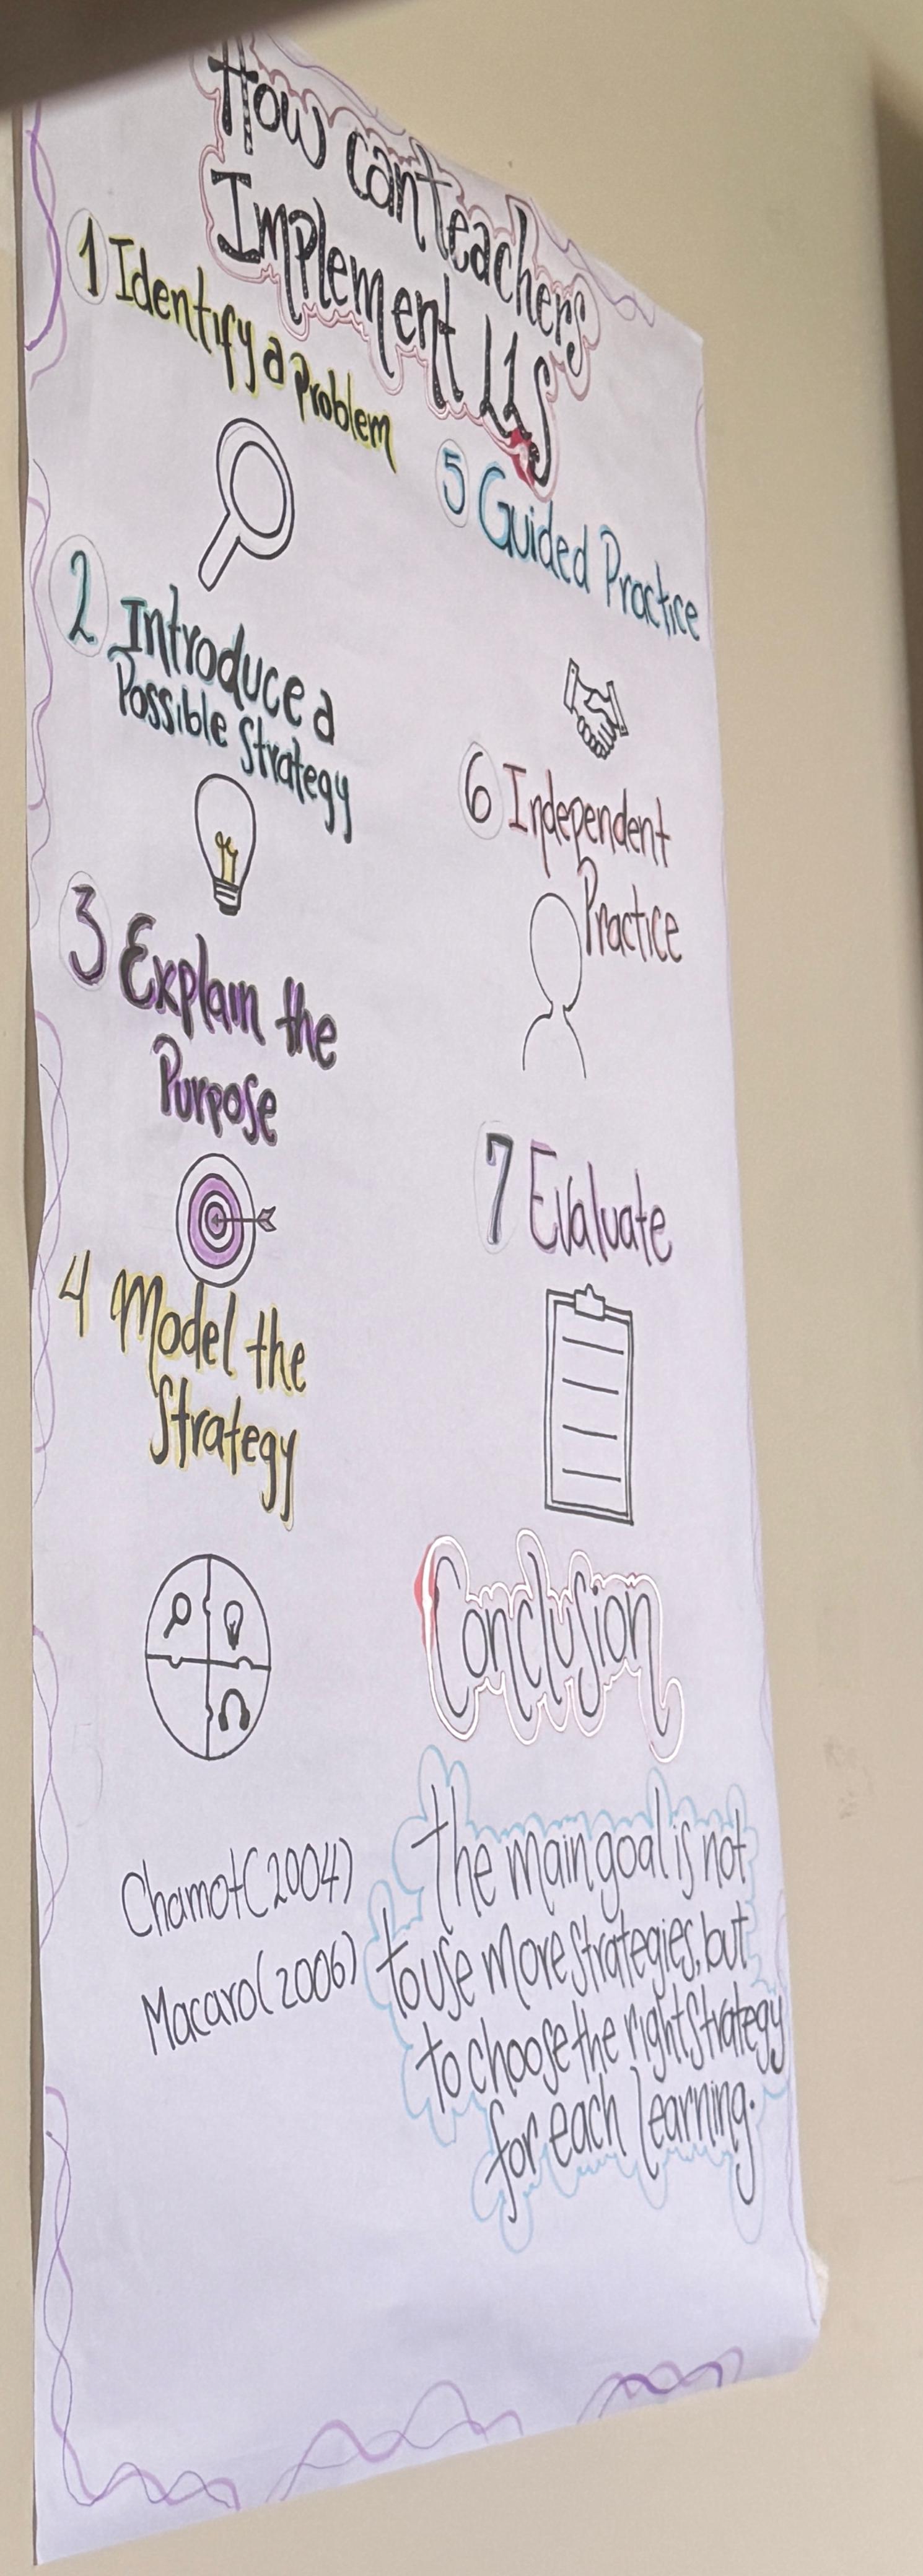 How can teachers
Implement LLS
1 Identify a Problem
2 Introduce a
Possible Strategy
3 Explain the
Purpose
4 Model the
Strategy
Chamot (2004)
Macaro (2006)
5 Guided Practice
6 Independent
Practice
7 Evaluate
Conclusion
The main goal is not
to use more strategies, but
to choose the right strategy
for each learning.